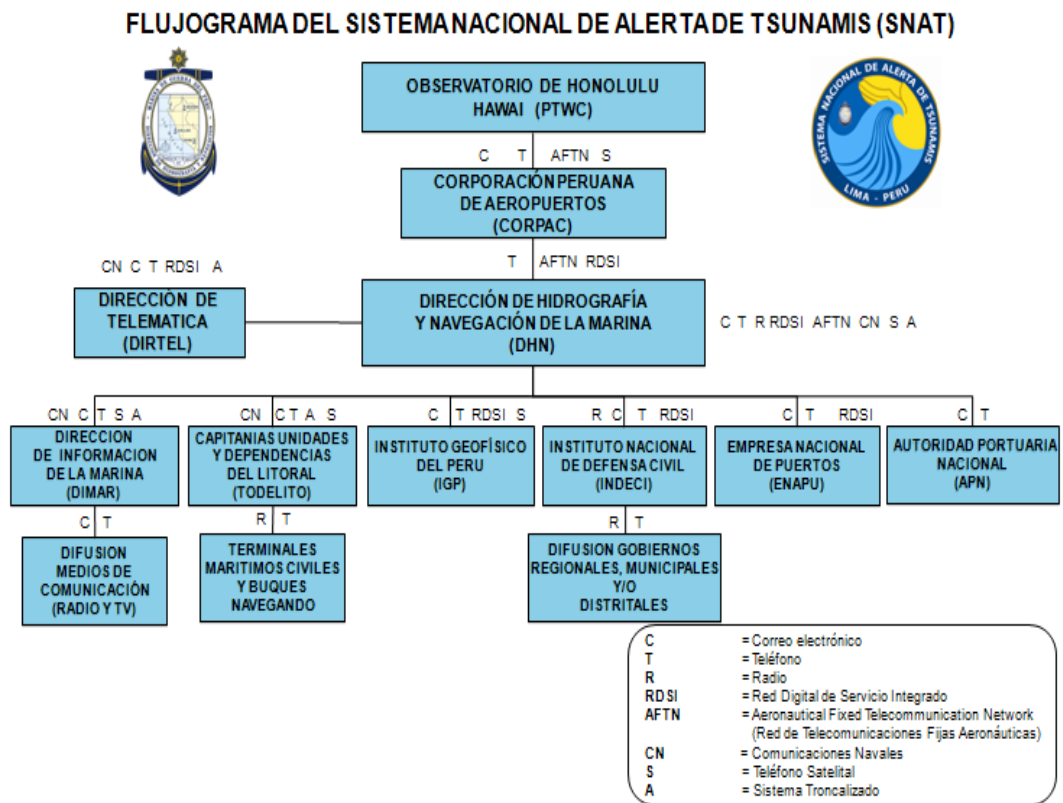 FLUJOGRAMA DEL SISTEMA NACIONAL DE ALERTA DE TSUNAMIS (SNAT)
OBSERVATORIO DE HONOLULU
HAWAI (PTWC)
SISTEMA NACIONAL DE ALERTA DE TSUNAMIS
LIMA - PERU
C T AFTN S
CORPORACIÓN PERUANA
DE AEROPUERTOS
(CORPAC)
T AFTN RDSI
CN C T RDSI A
DIRECCIÓN DE
TELEMATICA
(DIRTEL)
DIRECCIÓN DE HIDROGRAFÍA
Y NAVEGACIÓN DE LA MARINA
(DHN)
C T R RDSI AFTN CN S A
CN C T S A
DIRECCION
DE INFORMACION
DE LA MARINA
(DIMAR)
CN C T A S
CAPITANIAS UNIDADES
Y DEPENDENCIAS
DEL LITORAL
(TODELITO)
C T RDSI S
INSTITUTO GEOFÍSICO
DEL PERU
(IGP)
R C T RDSI
INSTITUTO NACIONAL
DE DEFENSA CIVIL
(INDECI)
C T RDSI
EMPRESA NACIONAL
DE PUERTOS
(ENAPU)
C T
AUTORIDAD PORTUARIA
NACIONAL
(APN)
C T
DIFUSION
MEDIOS DE
COMUNICACIÓN
(RADIO Y TV)
R T
TERMINALES
MARITIMOS CIVILES
Y BUQUES
NAVEGANDO
R T
DIFUSION GOBIERNOS
REGIONALES, MUNICIPALES
Y/O
DISTRITALES
C = Correo electrónico
T = Teléfono
R = Radio
RDSI = Red Digital de Servicio Integrado
AFTN = Aeronautical Fixed Telecommunication Network
(Red de Telecomunicaciones Fijas Aeronáuticas)
CN = Comunicaciones Navales
S = Teléfono Satelital
A = Sistema Troncalizado